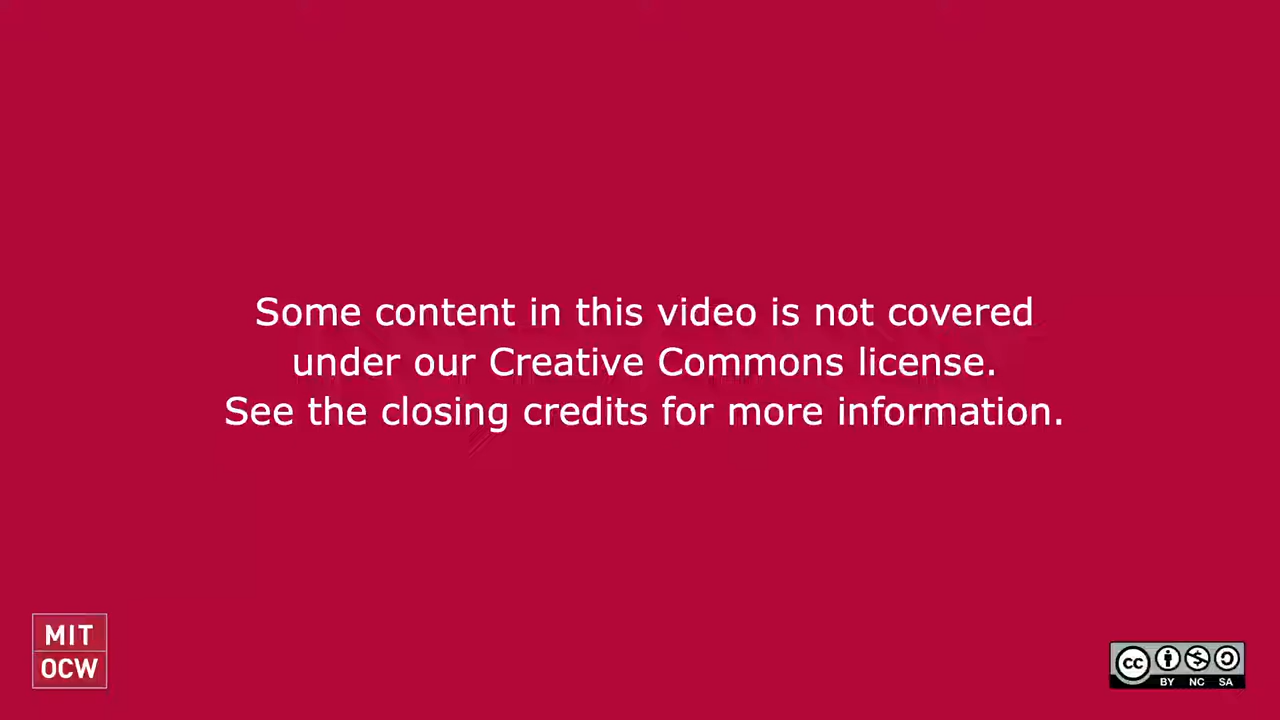 Some content in this video is not covered
under our Creative Commons license.
See the closing credits for more information.
MIT
OCW
cc
BY NC SA